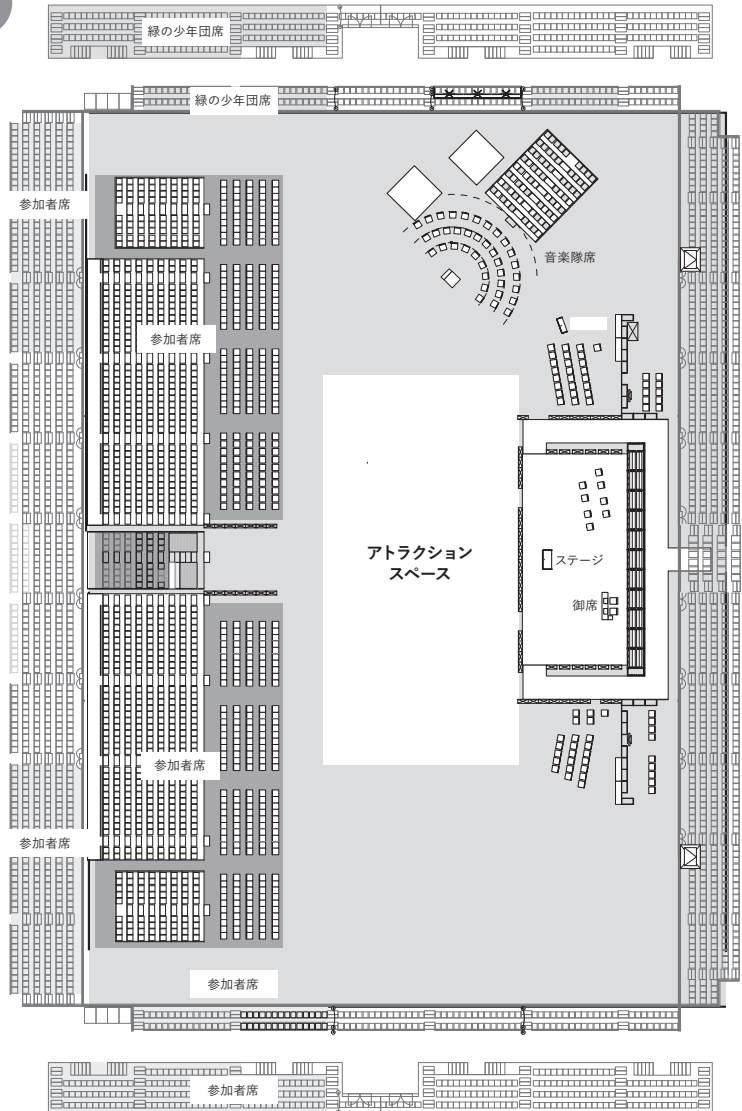 緑の少年団席
緑の少年団席
参加者席
音楽隊席
参加者席
アトラクション
スペース
ステージ
御席
参加者席
参加者席
参加者席
参加者席